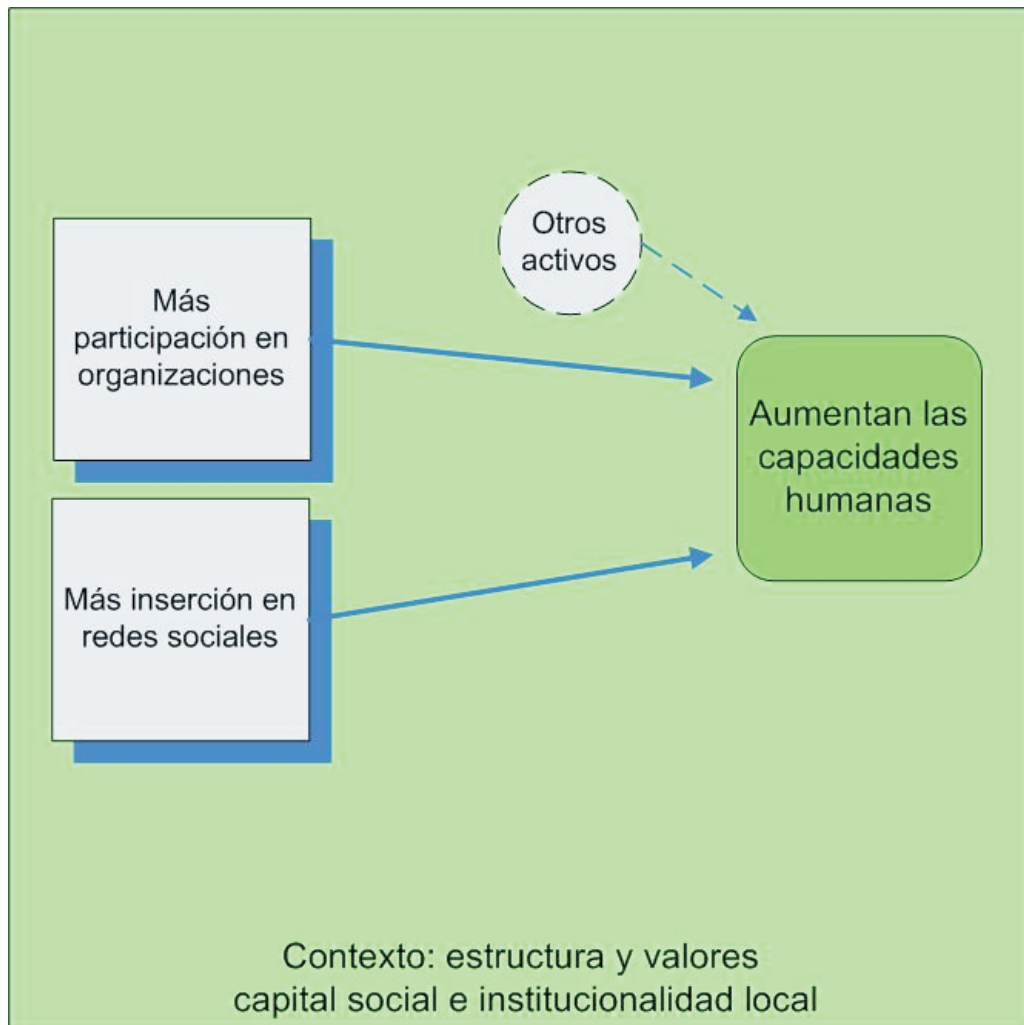 Otros
activos
Más
participación en
organizaciones
Aumentan las
capacidades
humanas
Más inserción en
redes sociales
Contexto: estructura y valores
capital social e institucionalidad local